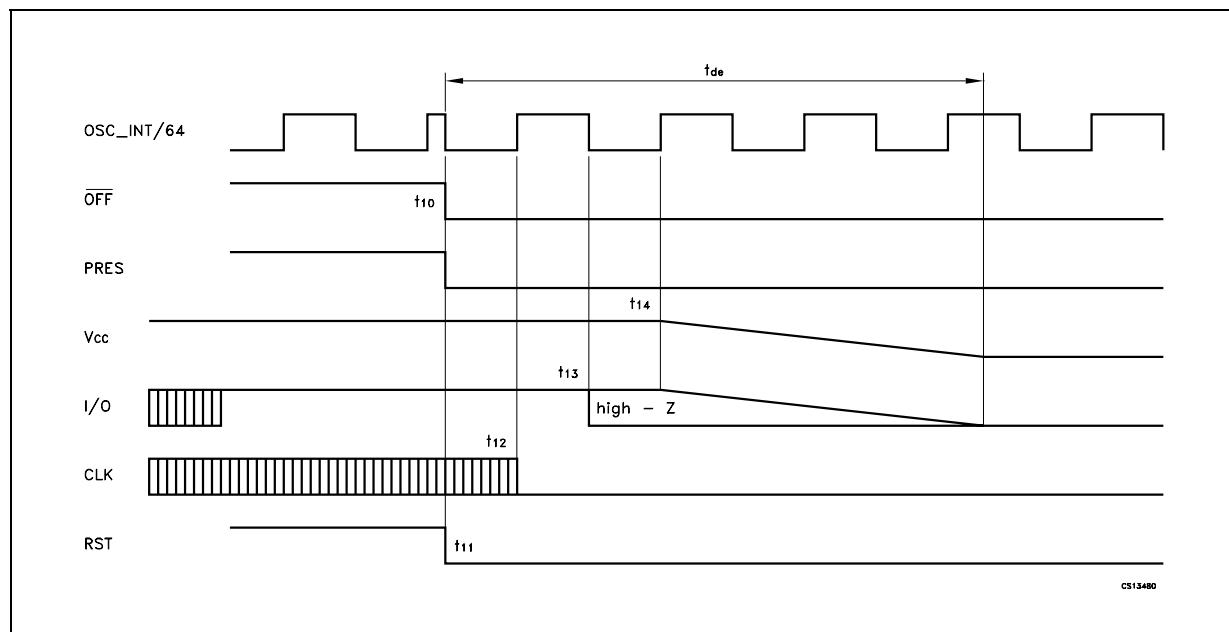 tde
OSC_INT/64
OFF
t10
PRES
t14
Vcc
t13
I/O
high - Z
t12
CLK
t11
RST
CS13480